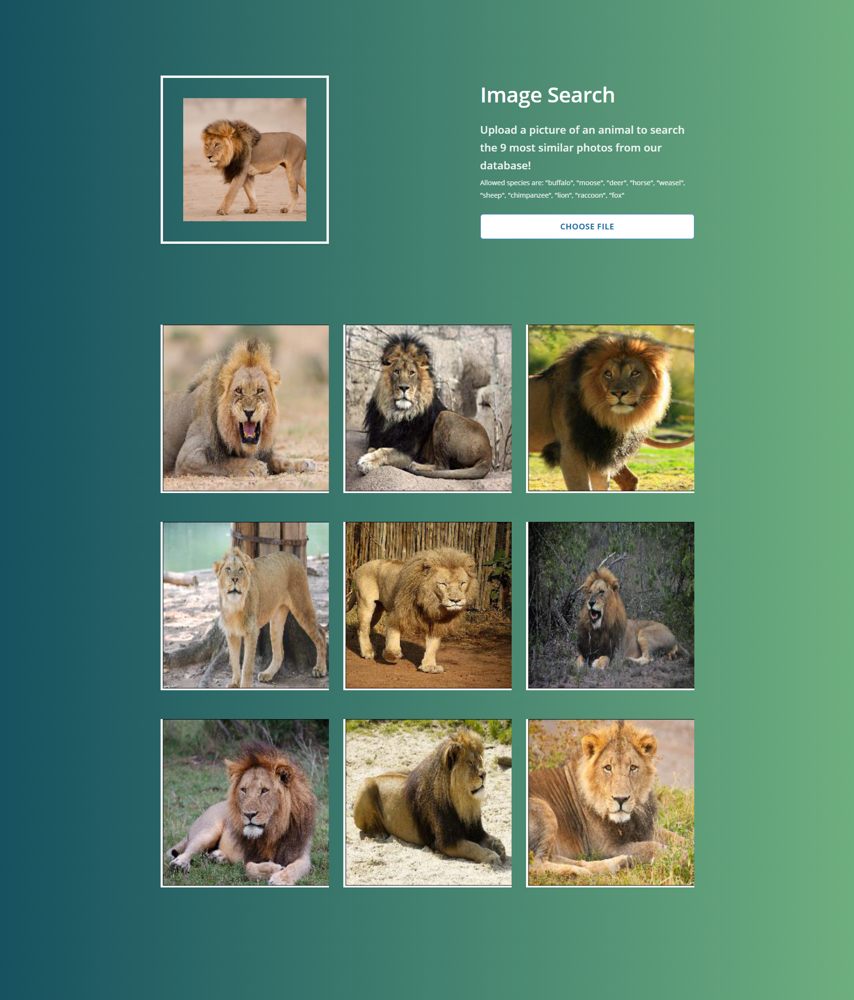 Image Search
Upload a picture of an animal to search
the 9 most similar photos from our
database!
Allowed species are: "buffalo", "moose", "deer", "horse", "weasel",
"sheep", "chimpanzee", "lion", "raccoon", "fox"
CHOOSE FILE